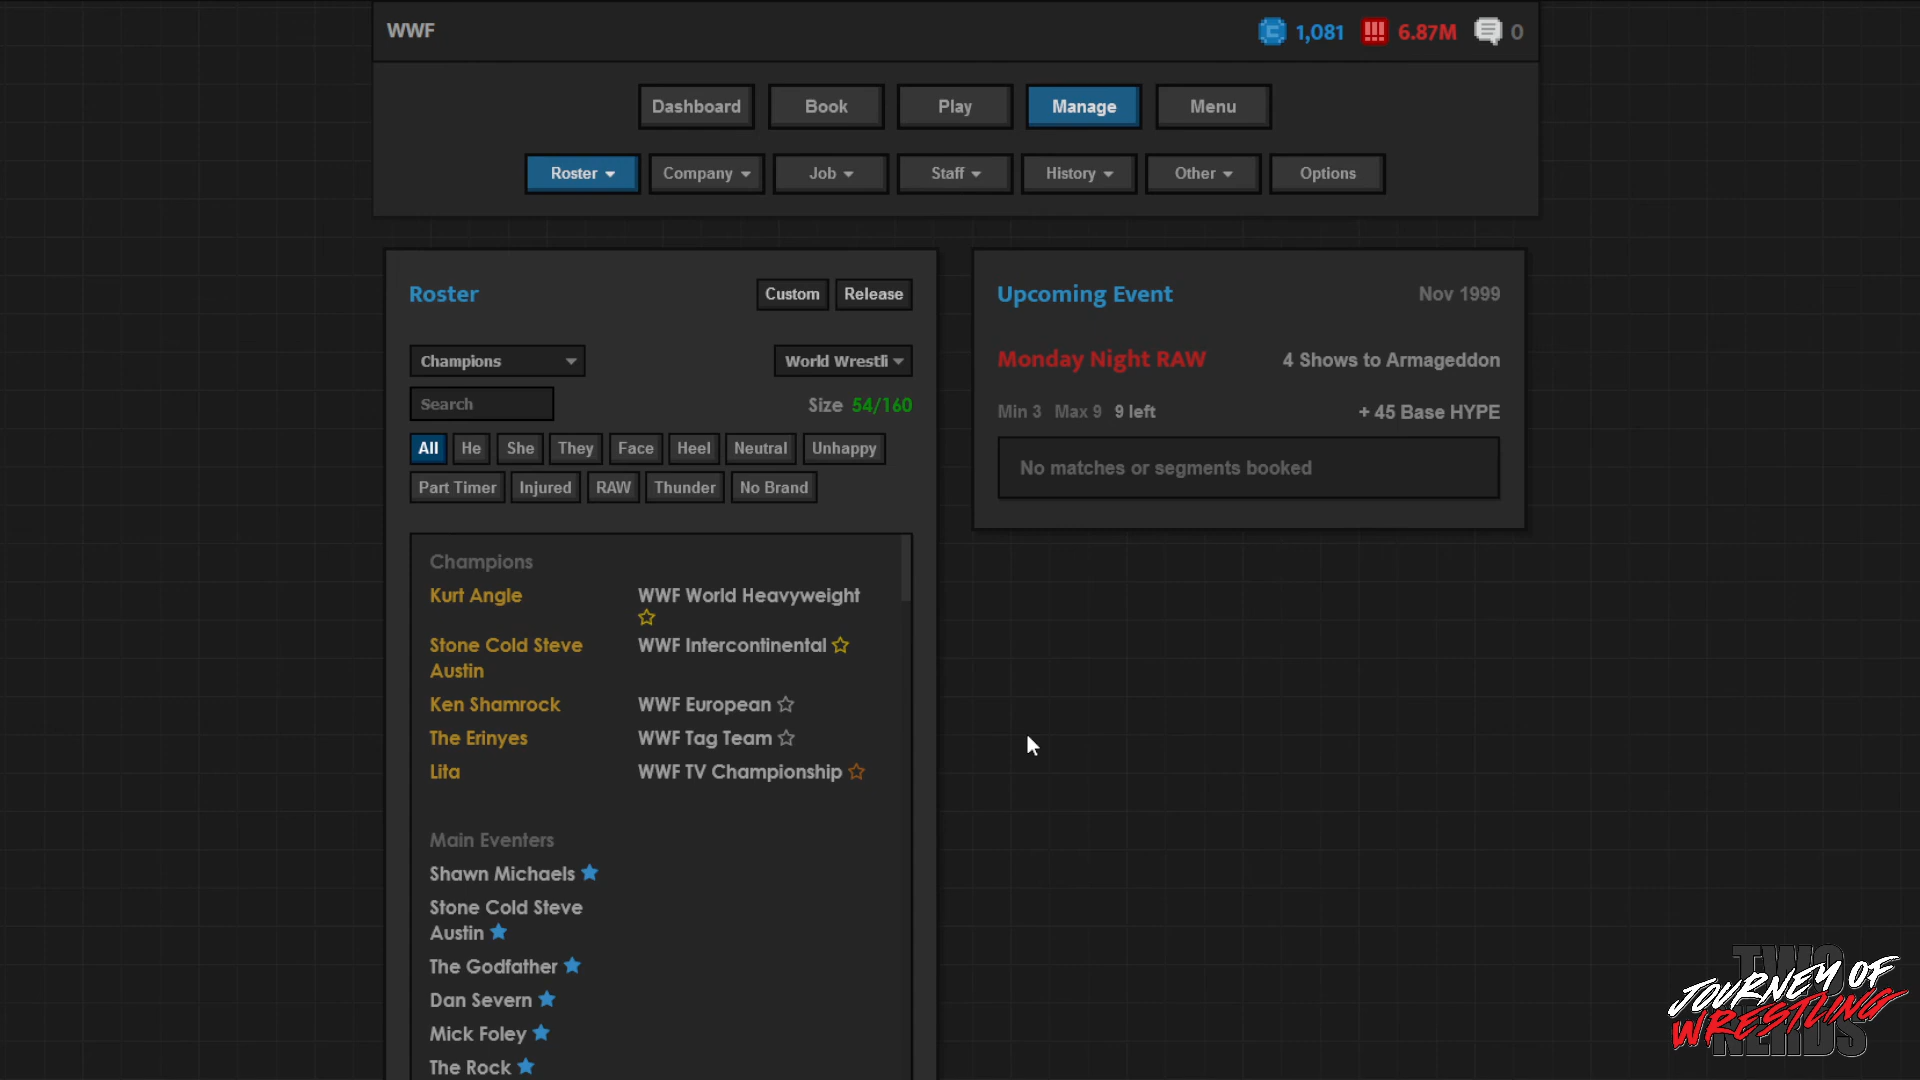 WWF
1,081
6.87M
0
Dashboard
Book
Play
Manage
Menu
Roster
Company
Job
Staff
History
Other
Options
Roster
Custom
Release
Champions
World Wrestli
Search
Size 54/160
All
He
She
They
Face
Heel
Neutral
Unhappy
Part Timer
Injured
RAW
Thunder
No Brand
Champions
Kurt Angle
WWF World Heavyweight
Stone Cold Steve
Austin
WWF Intercontinental
Ken Shamrock
WWF European
The Erinyes
WWF Tag Team
Lita
WWF TV Championship
Main Eventers
Shawn Michaels
Stone Cold Steve
Austin
The Godfather
Dan Severn
Mick Foley
The Rock
Upcoming Event
Nov 1999
Monday Night RAW
4 Shows to Armageddon
Min 3 Max 9 9 left
+ 45 Base HYPE
No matches or segments booked
TWO
JOURNEY OF
WRESTLING
NERDS